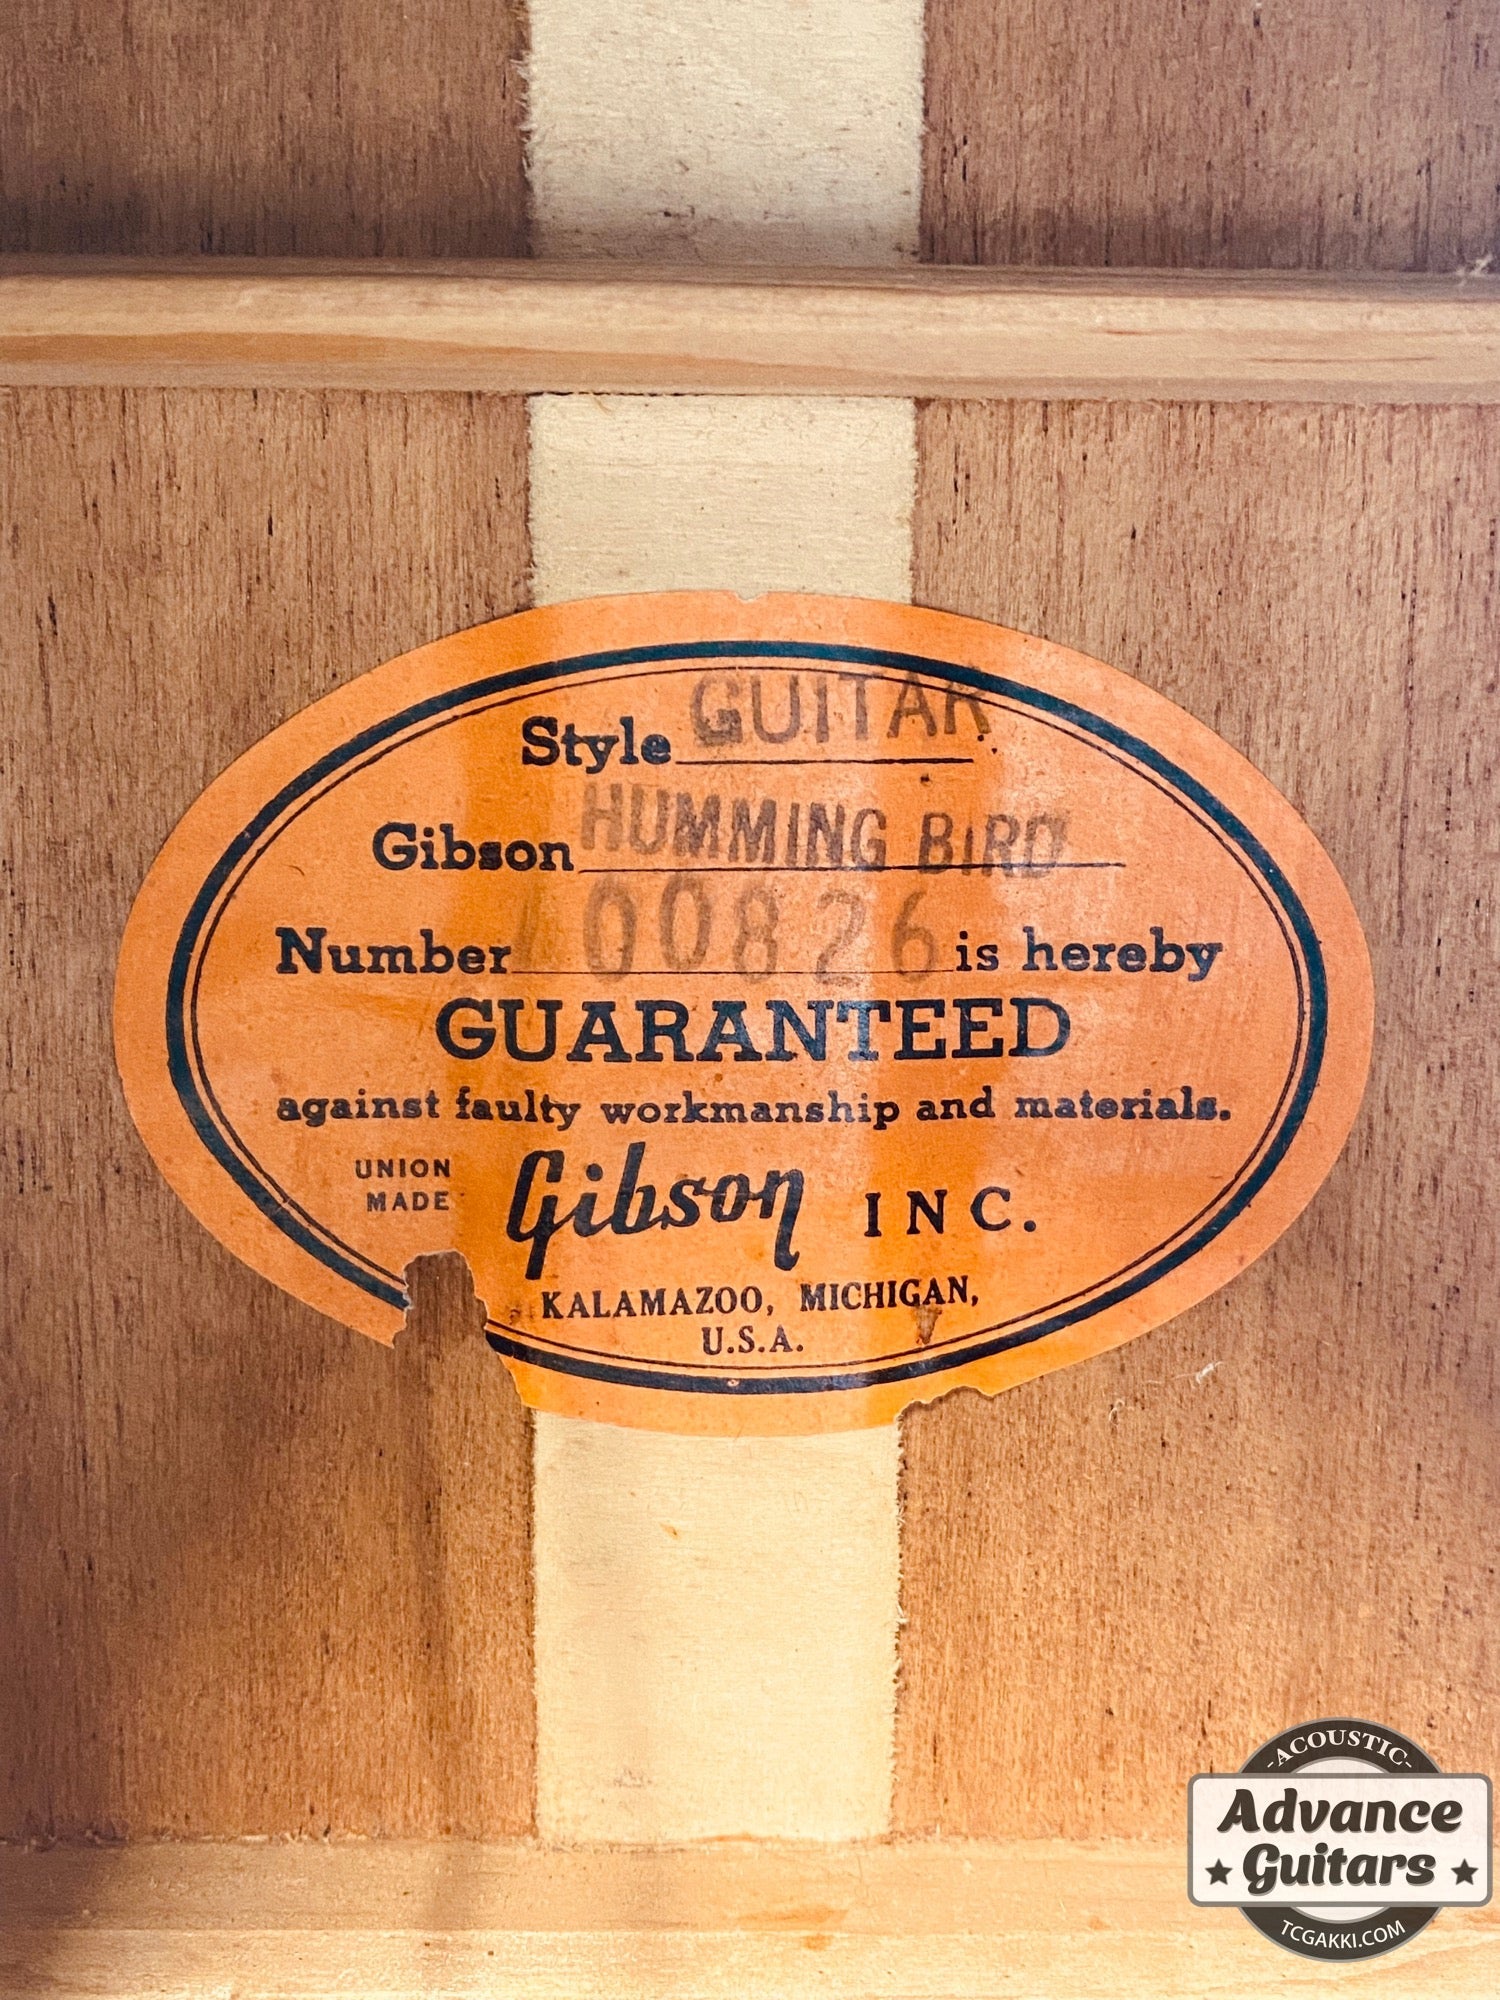 Style GUITAR
Gibson HUMMING BIRD
Number 00826 is hereby
GUARANTEED
against faulty workmanship and materials.
UNION
MADE
Gibson INC.
KALAMAZOO, MICHIGAN,
U.S.A.
-ACOUSTIC-
Advance
Guitars
TCGAKKI.COM